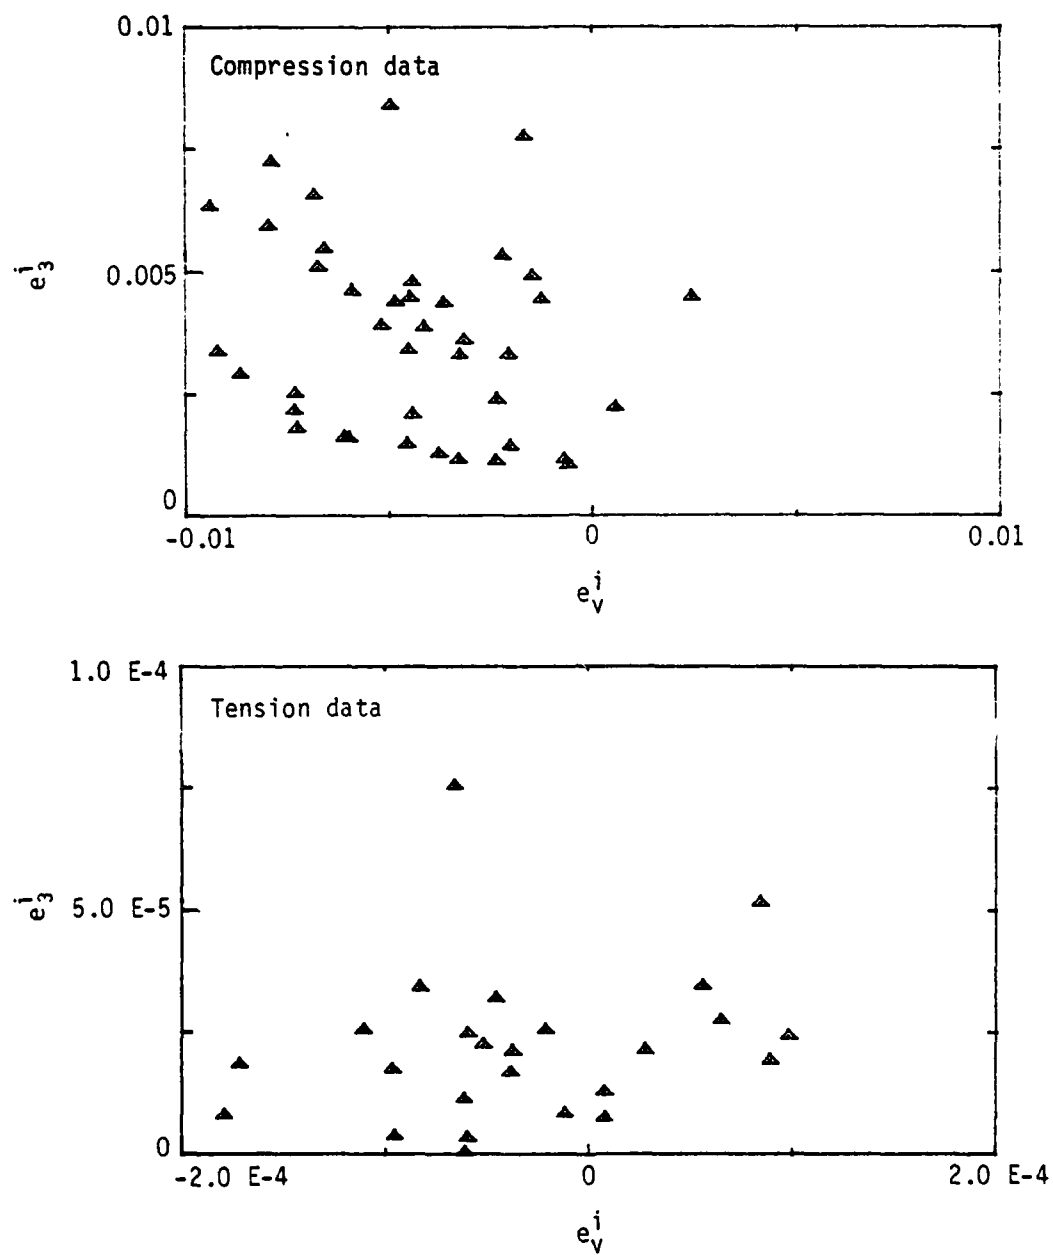 0.01
Compression data
e₃ⁱ
0.005
0
-0.01 0 0.01
eᵥⁱ
1.0 E-4
Tension data
e₃ⁱ
5.0 E-5
0
-2.0 E-4 0 2.0 E-4
eᵥⁱ